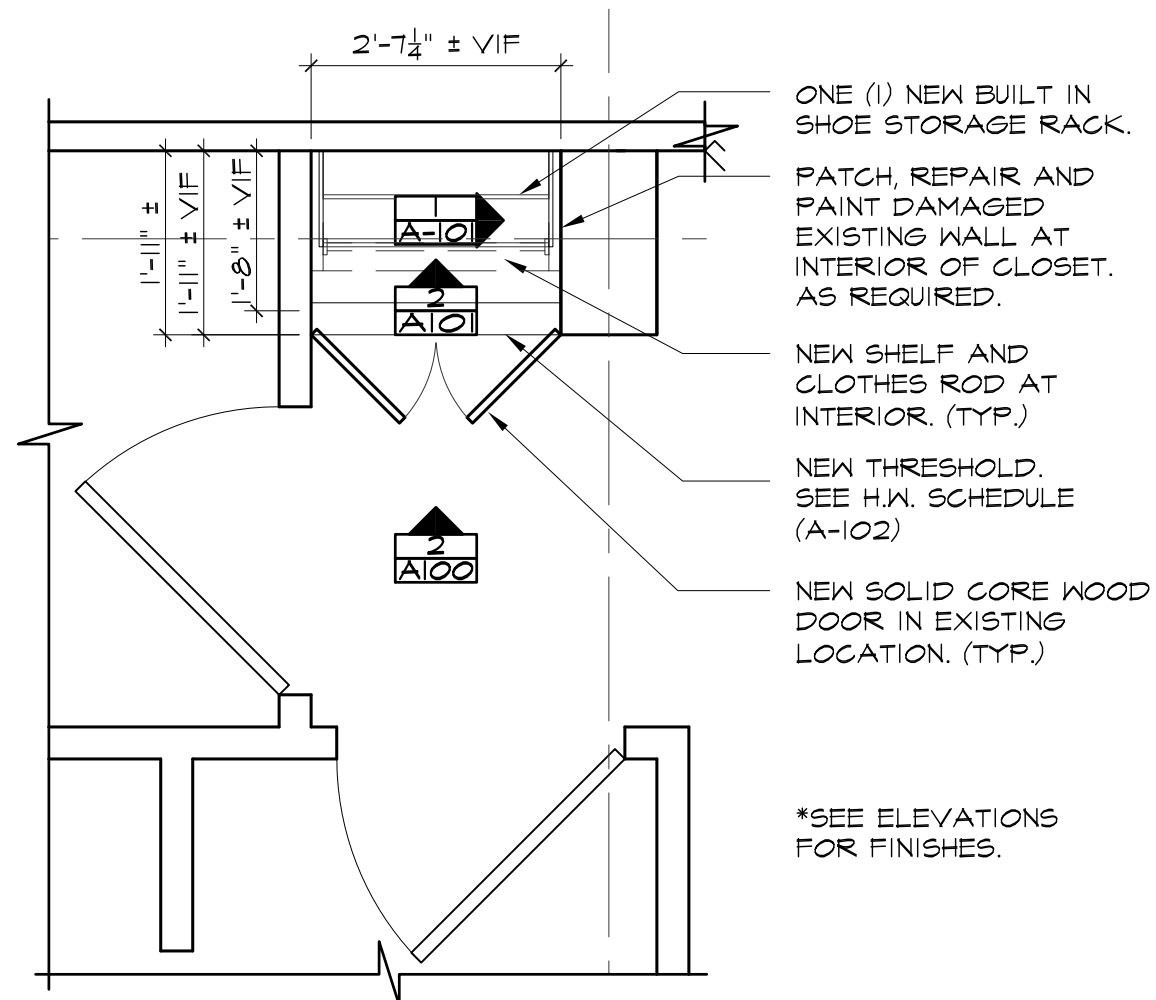 2'-7 1/4" ± VIF
ONE (1) NEW BUILT IN
SHOE STORAGE RACK.
PATCH, REPAIR AND
PAINT DAMAGED
EXISTING WALL AT
INTERIOR OF CLOSET.
AS REQUIRED.
NEW SHELF AND
CLOTHES ROD AT
INTERIOR. (TYP.)
NEW THRESHOLD.
SEE H.W. SCHEDULE
(A-102)
NEW SOLID CORE WOOD
DOOR IN EXISTING
LOCATION. (TYP.)
*SEE ELEVATIONS
FOR FINISHES.
1'-11" ±
1'-11" ± VIF
1'-8" ± VIF
1
A-101
2
A101
2
A100